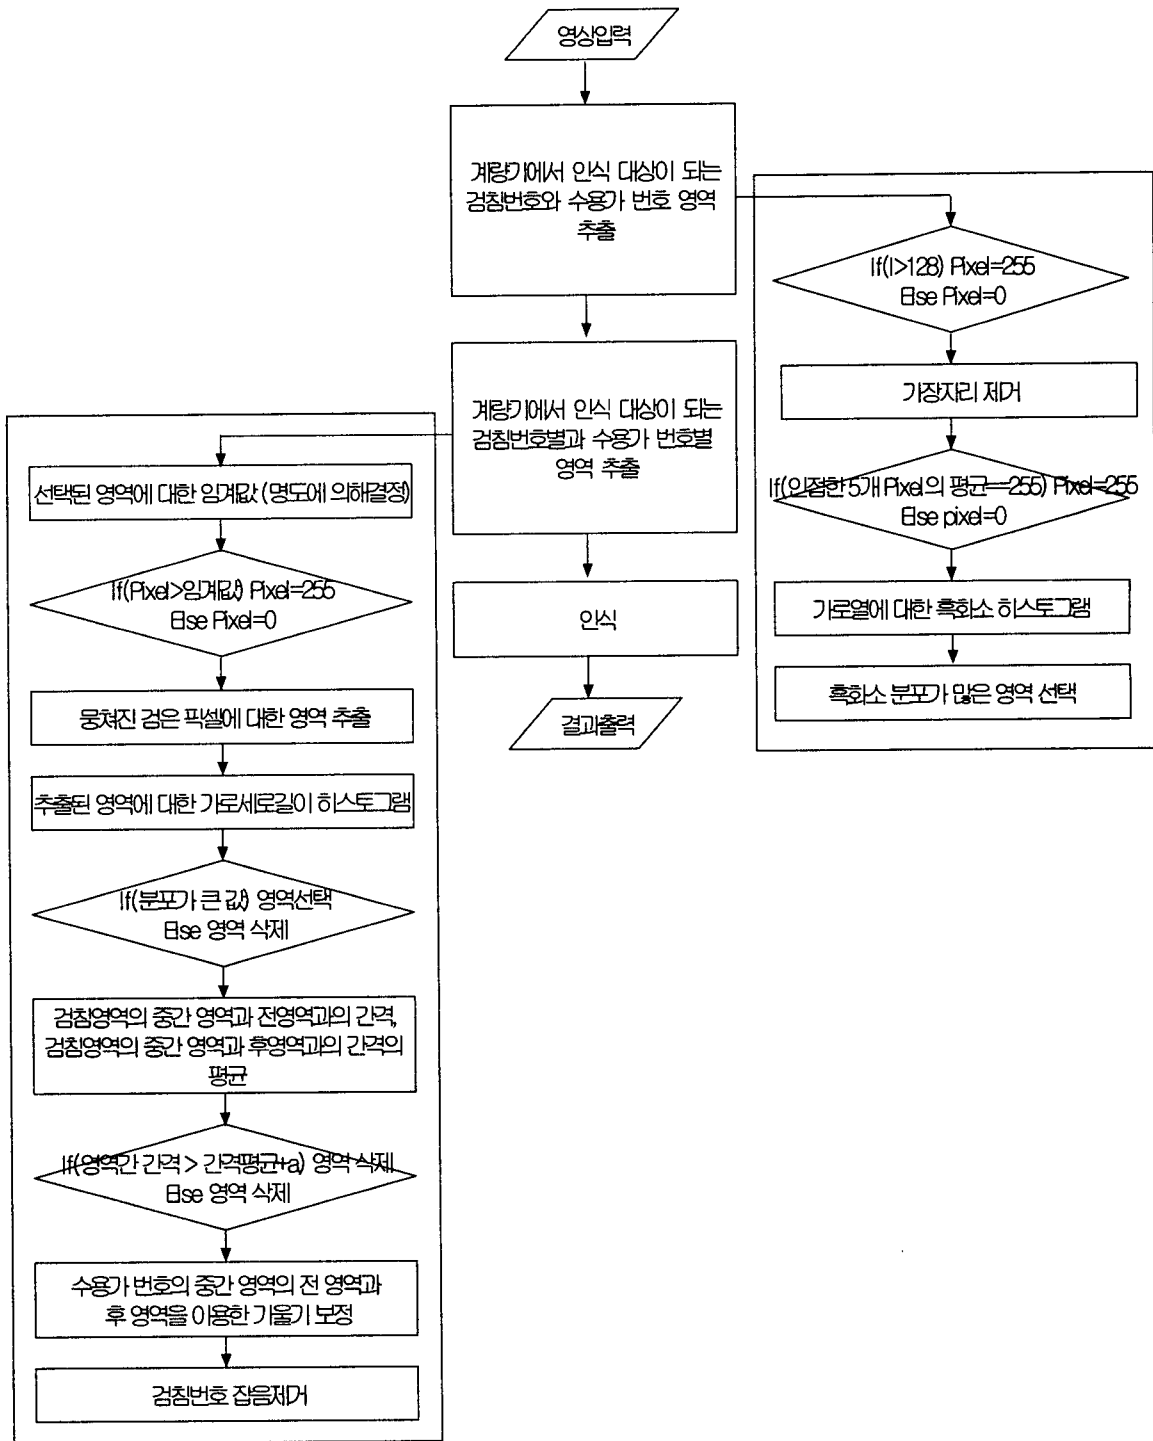 영상입력
계량기에서 인식 대상이 되는
검침번호와 수용가 번호 영역
추출
If(I>128) Pixel=255
Else Pixel=0
가장자리 제거
If(인접한 5개 Pixel의 평균==255) Pixel=255
Else pixel=0
가로열에 대한 흑화소 히스토그램
흑화소 분포가 많은 영역 선택
계량기에서 인식 대상이 되는
검침번호별과 수용가 번호별
영역 추출
인식
결과출력
선택된 영역에 대한 임계값 (명도에 의해결정)
If(Pixel>임계값) Pixel=255
Else Pixel=0
뭉쳐진 검은 픽셀에 대한 영역 추출
추출된 영역에 대한 가로세로길이 히스토그램
If(분포가 큰 값) 영역선택
Else 영역 삭제
검침영역의 중간 영역과 전영역과의 간격,
검침영역의 중간 영역과 후영역과의 간격의
평균
If(영역간 간격 > 간격평균+a) 영역 삭제
Else 영역 삭제
수용가 번호의 중간 영역의 전 영역과
후 영역을 이용한 기울기 보정
검침번호 잡음제거